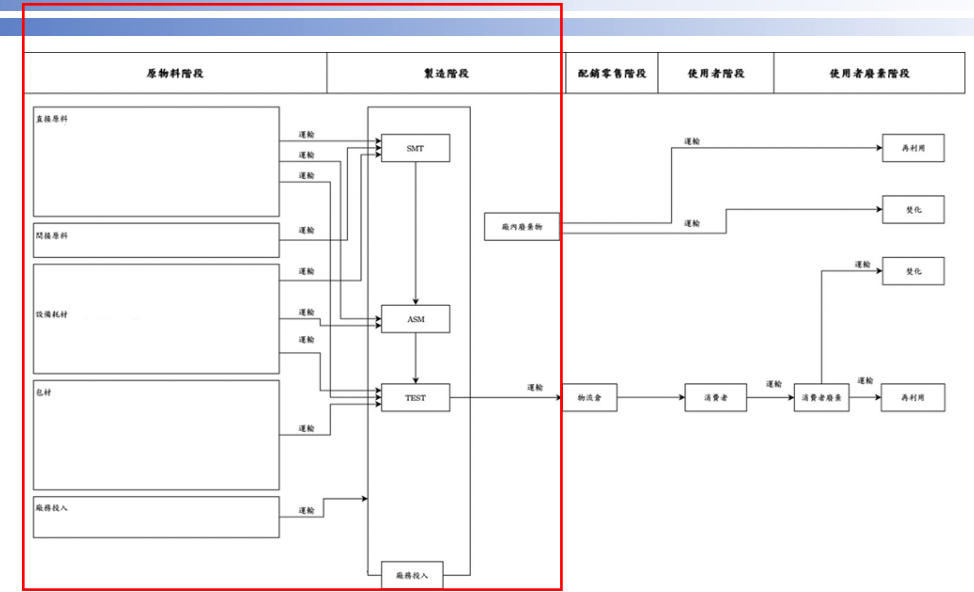 原物料階段
製造階段
配銷零售階段
使用者階段
使用者廢棄階段
直接原料
運輸
運輸
運輸
SMT
運輸
再利用
間接原料
運輸
廠內廢棄物
運輸
焚化
設備耗材
運輸
運輸
運輸
ASM
運輸
焚化
包材
運輸
TEST
運輸
物流倉
消費者
運輸
消費者廢棄
運輸
再利用
廠務投入
運輸
廠務投入